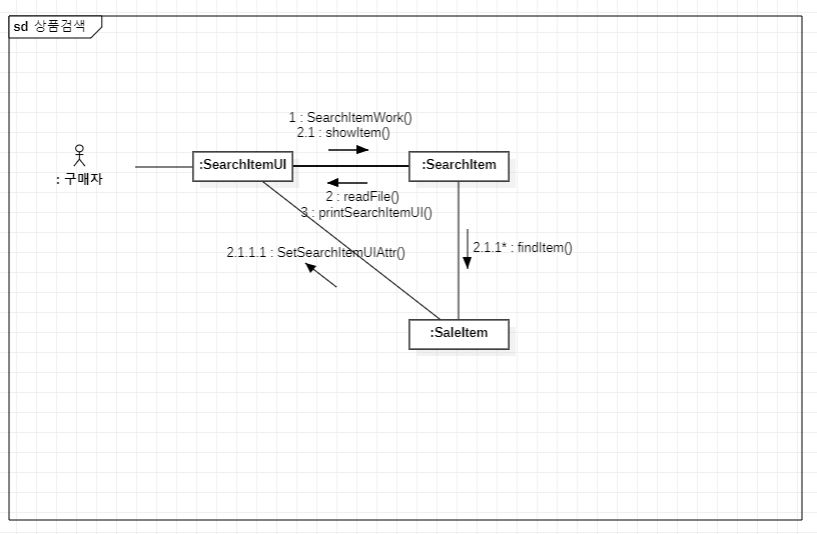 sd 상품검색
1 : SearchItemWork()
2.1 : showItem()
:SearchItemUI
:SearchItem
: 구매자
2 : readFile()
3 : printSearchItemUI()
2.1.1.1 : SetSearchItemUIAttr()
2.1.1* : findItem()
:SaleItem